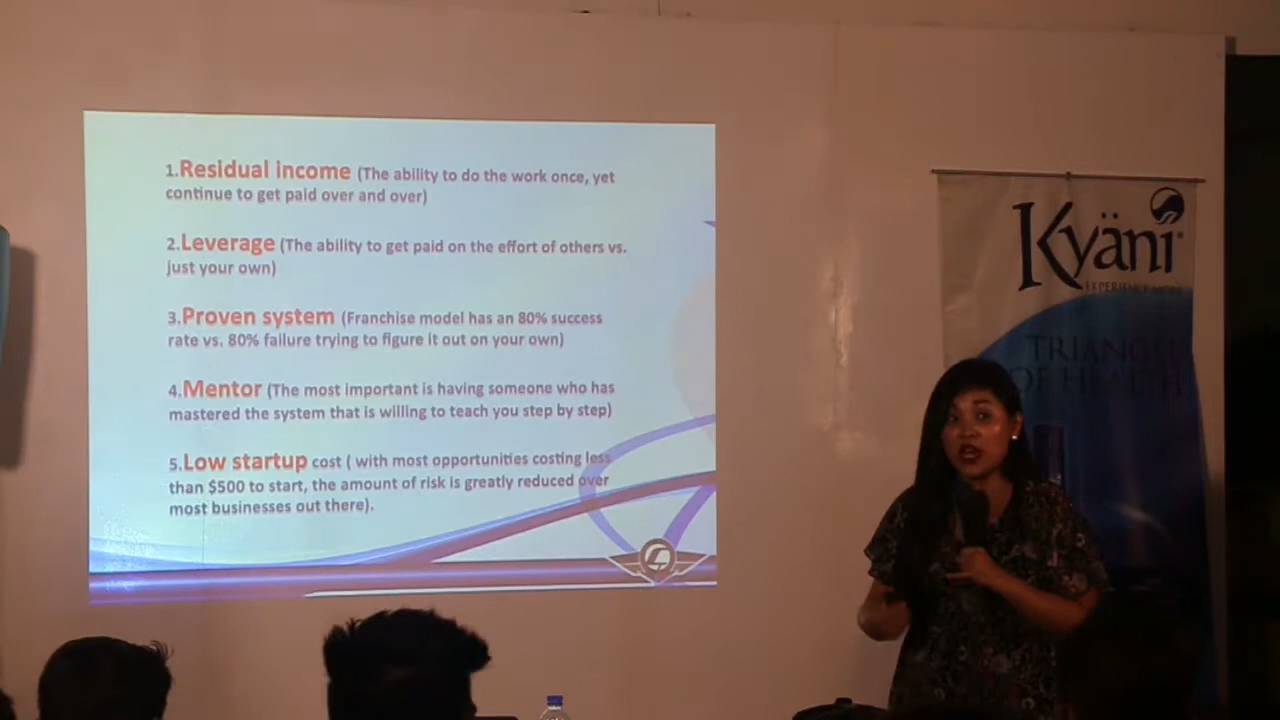 1.Residual income (The ability to do the work once, yet
continue to get paid over and over)
2.Leverage (The ability to get paid on the effort of others vs.
just your own)
3.Proven system (Franchise model has an 80% success
rate vs. 80% failure trying to figure it out on your own)
4.Mentor (The most important is having someone who has
mastered the system that is willing to teach you step by step)
5.Low startup cost ( with most opportunities costing less
than $500 to start, the amount of risk is greatly reduced over
most businesses out there).
Kyäni®
EXPERIENCE MORE
TRIANGLE
OF HEALTH